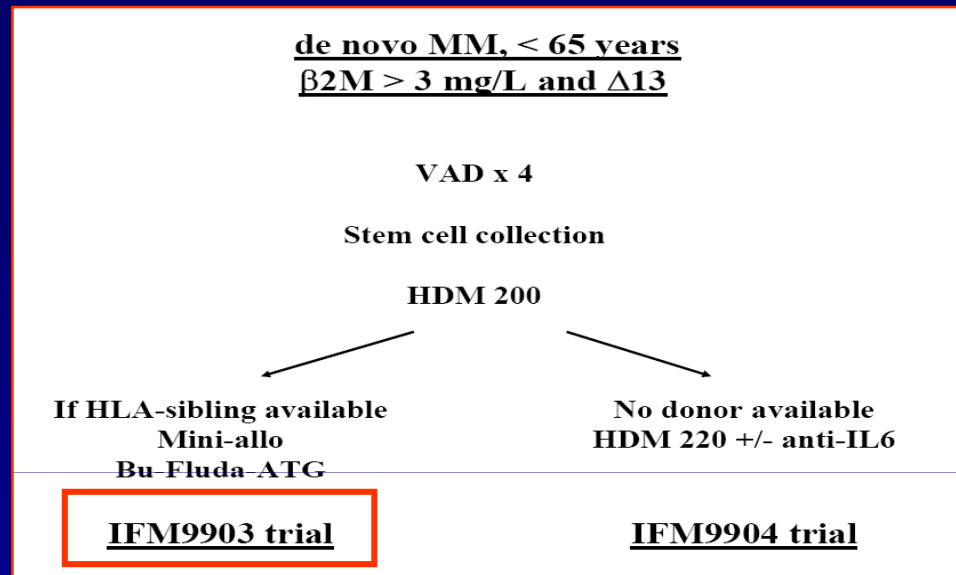 de novo MM, < 65 years
β2M > 3 mg/L and Δ13
VAD x 4
Stem cell collection
HDM 200
If HLA-sibling available
Mini-allo
Bu-Fluda-ATG
No donor available
HDM 220 +/- anti-IL6
IFM9903 trial
IFM9904 trial